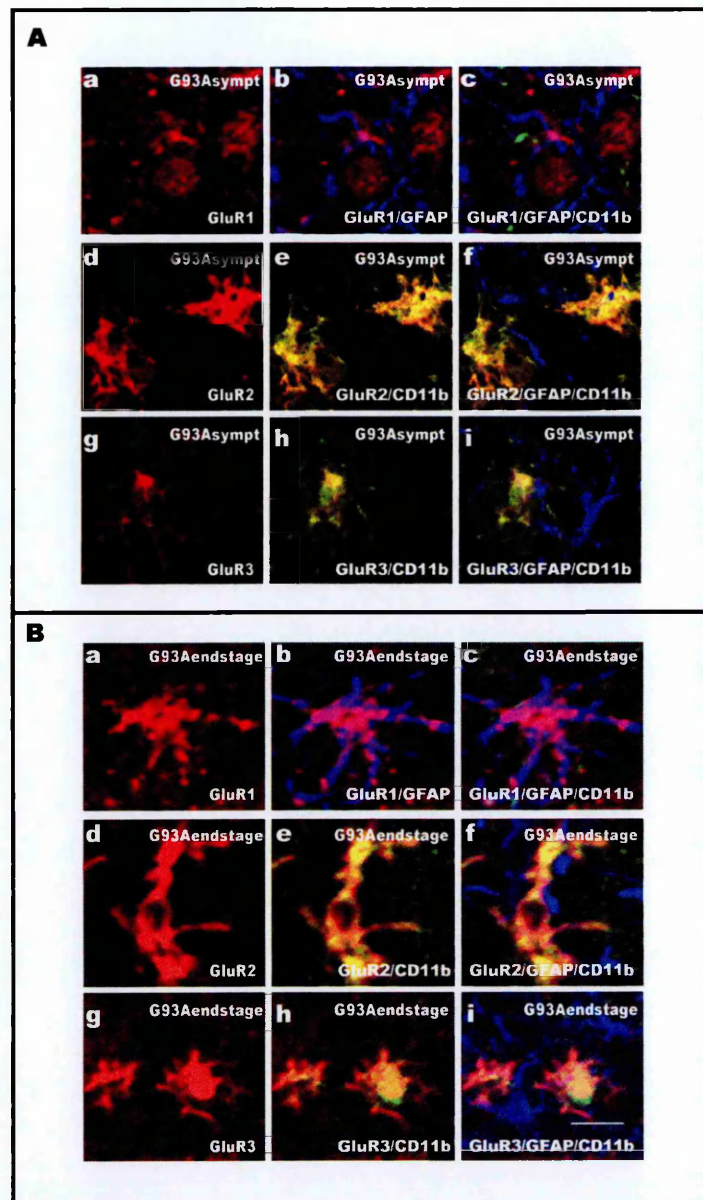 A
a G93Asympt
GluR1
b G93Asympt
GluR1/GFAP
c G93Asympt
GluR1/GFAP/CD11b
d G93Asympt
GluR2
e G93Asympt
GluR2/CD11b
f G93Asympt
GluR2/GFAP/CD11b
g G93Asympt
GluR3
h G93Asympt
GluR3/CD11b
i G93Asympt
GluR3/GFAP/CD11b
B
a G93Aendstage
GluR1
b G93Aendstage
GluR1/GFAP
c G93Aendstage
GluR1/GFAP/CD11b
d G93Aendstage
GluR2
e G93Aendstage
GluR2/CD11b
f G93Aendstage
GluR2/GFAP/CD11b
g G93Aendstage
GluR3
h G93Aendstage
GluR3/CD11b
i G93Aendstage
GluR3/GFAP/CD11b